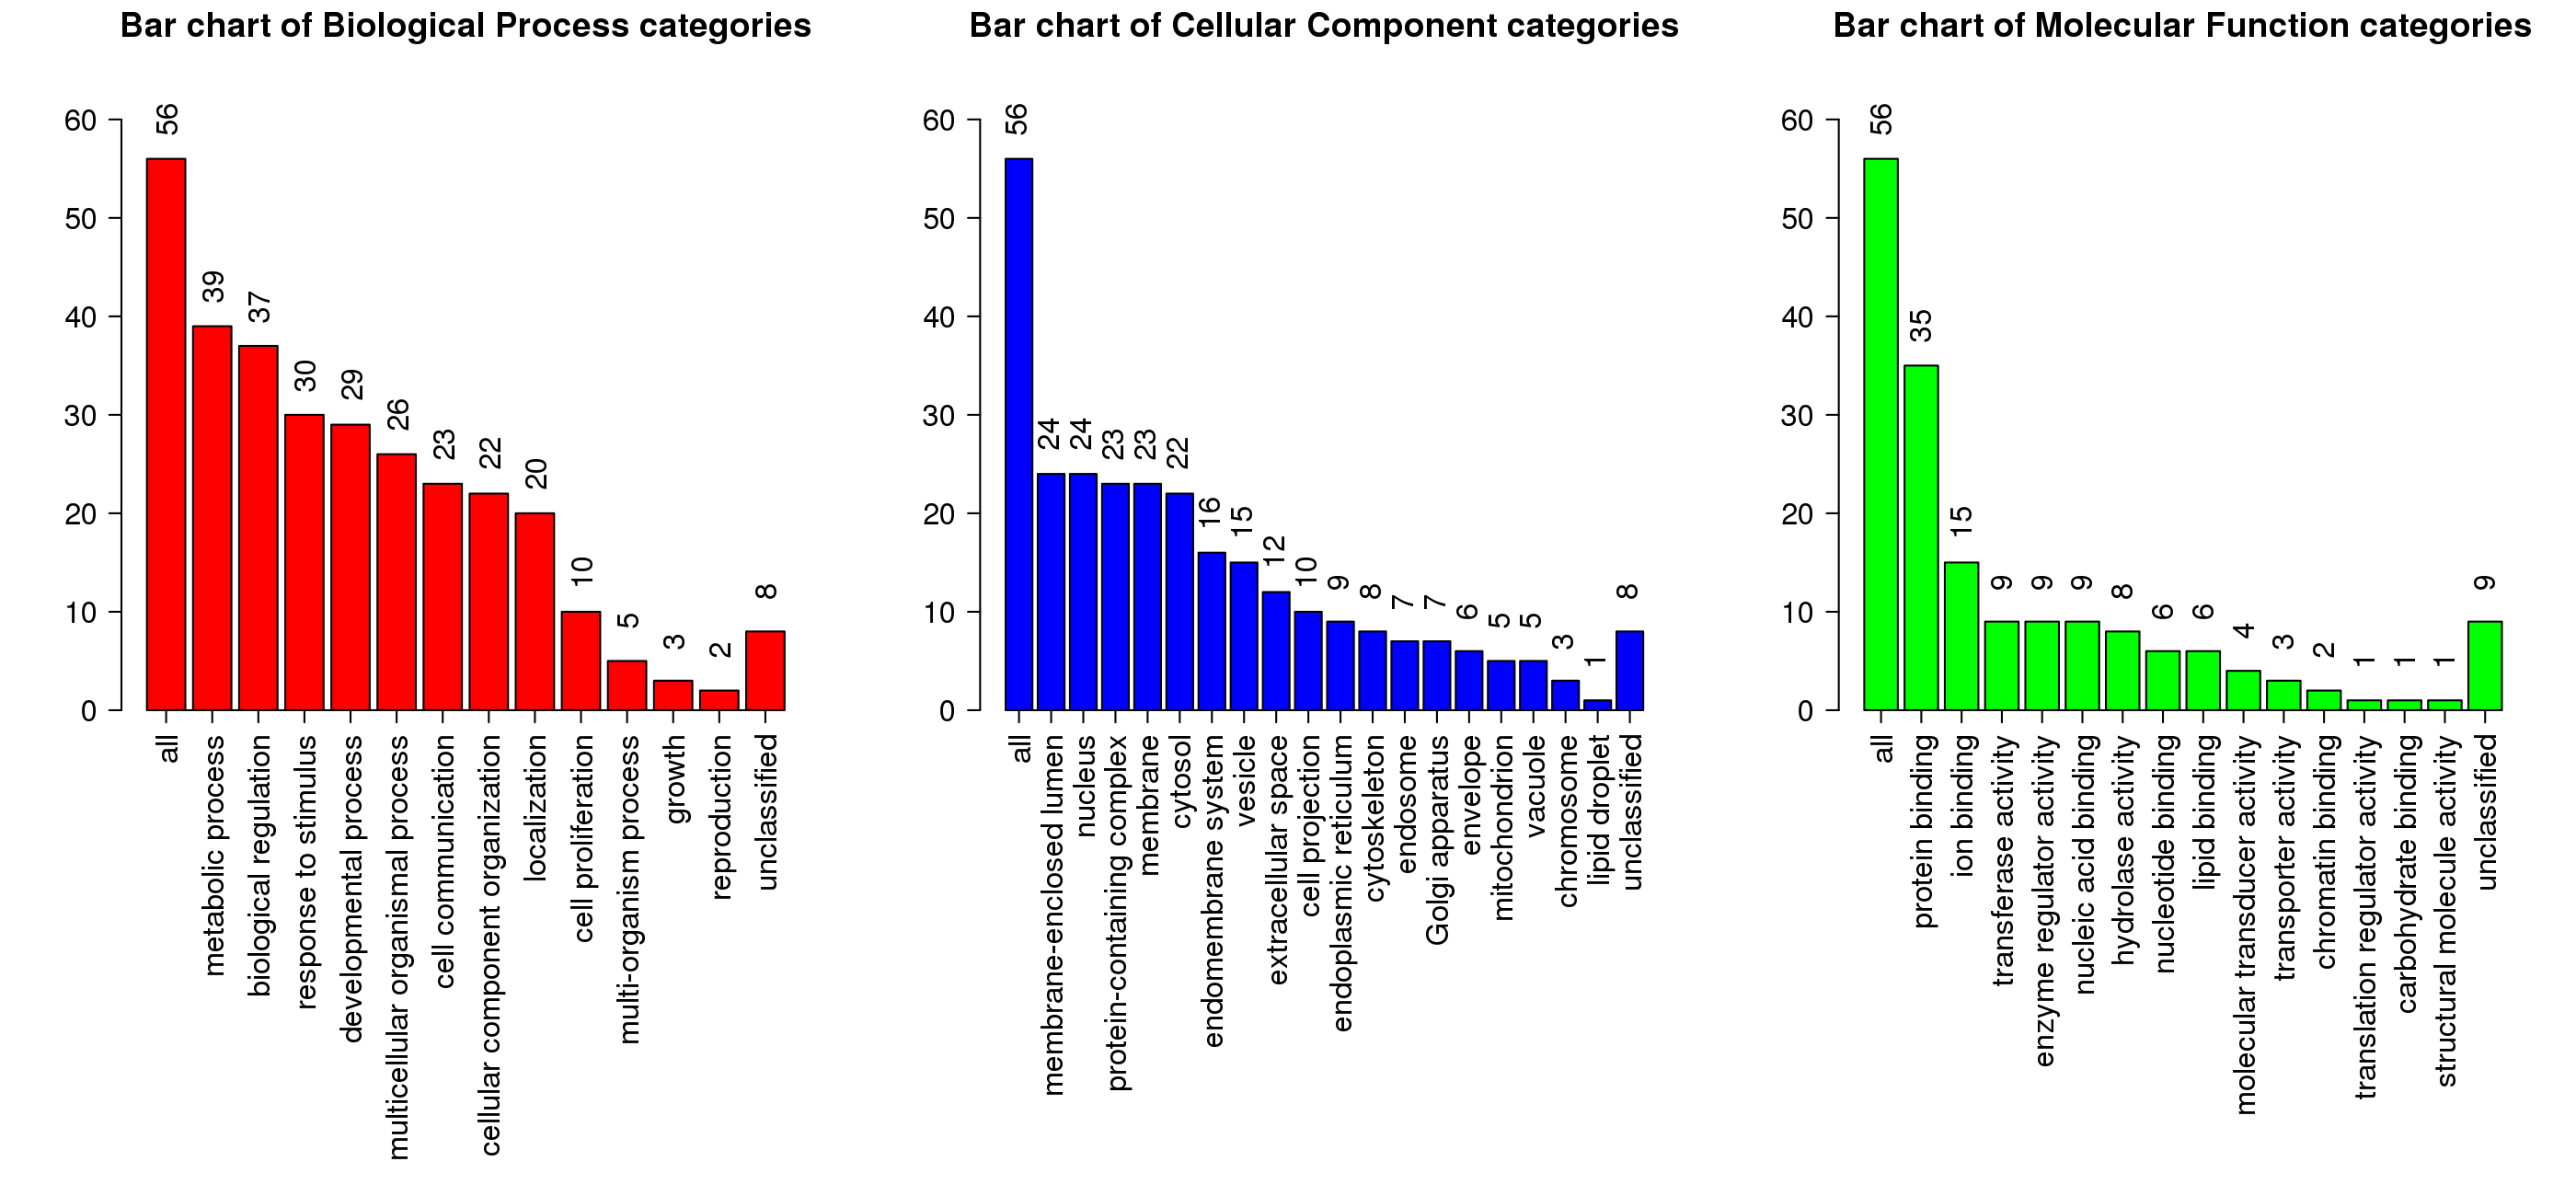 Bar chart of Biological Process categories
60
50
40
30
20
10
0
56
39
37
30
29
26
23
22
20
10
5
3
2
8
all
metabolic process
biological regulation
response to stimulus
developmental process
multicellular organismal process
cell communication
cellular component organization
localization
cell proliferation
multi-organism process
growth
reproduction
unclassified
Bar chart of Cellular Component categories
60
50
40
30
20
10
0
56
24
24
23
23
22
16
15
12
10
9
8
7
7
6
5
5
3
1
8
all
membrane-enclosed lumen
nucleus
protein-containing complex
membrane
cytosol
endomembrane system
vesicle
extracellular space
cell projection
endoplasmic reticulum
cytoskeleton
endosome
Golgi apparatus
envelope
mitochondrion
vacuole
chromosome
lipid droplet
unclassified
Bar chart of Molecular Function categories
60
50
40
30
20
10
0
56
35
15
9
9
9
8
6
6
4
3
2
1
1
1
9
all
protein binding
ion binding
transferase activity
enzyme regulator activity
nucleic acid binding
hydrolase activity
nucleotide binding
lipid binding
molecular transducer activity
transporter activity
chromatin binding
translation regulator activity
carbohydrate binding
structural molecule activity
unclassified